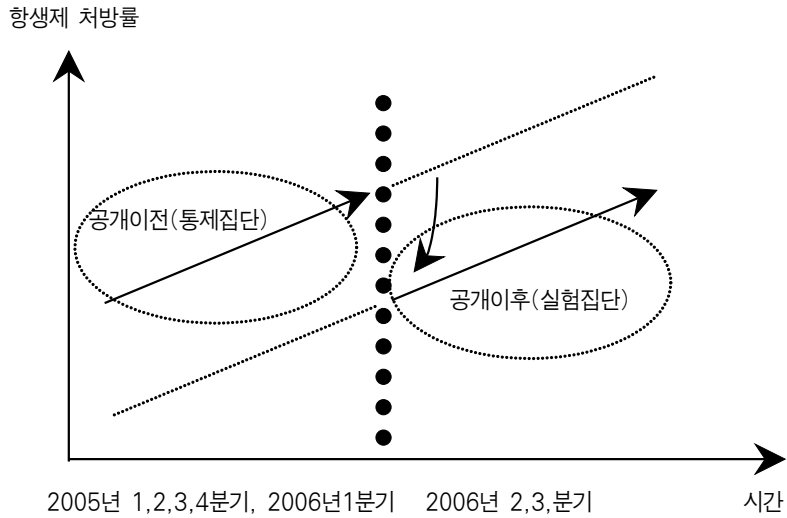 항생제 처방률
공개이전(통제집단)
공개이후(실험집단)
2005년 1,2,3,4분기, 2006년1분기 2006년 2,3,분기 시간